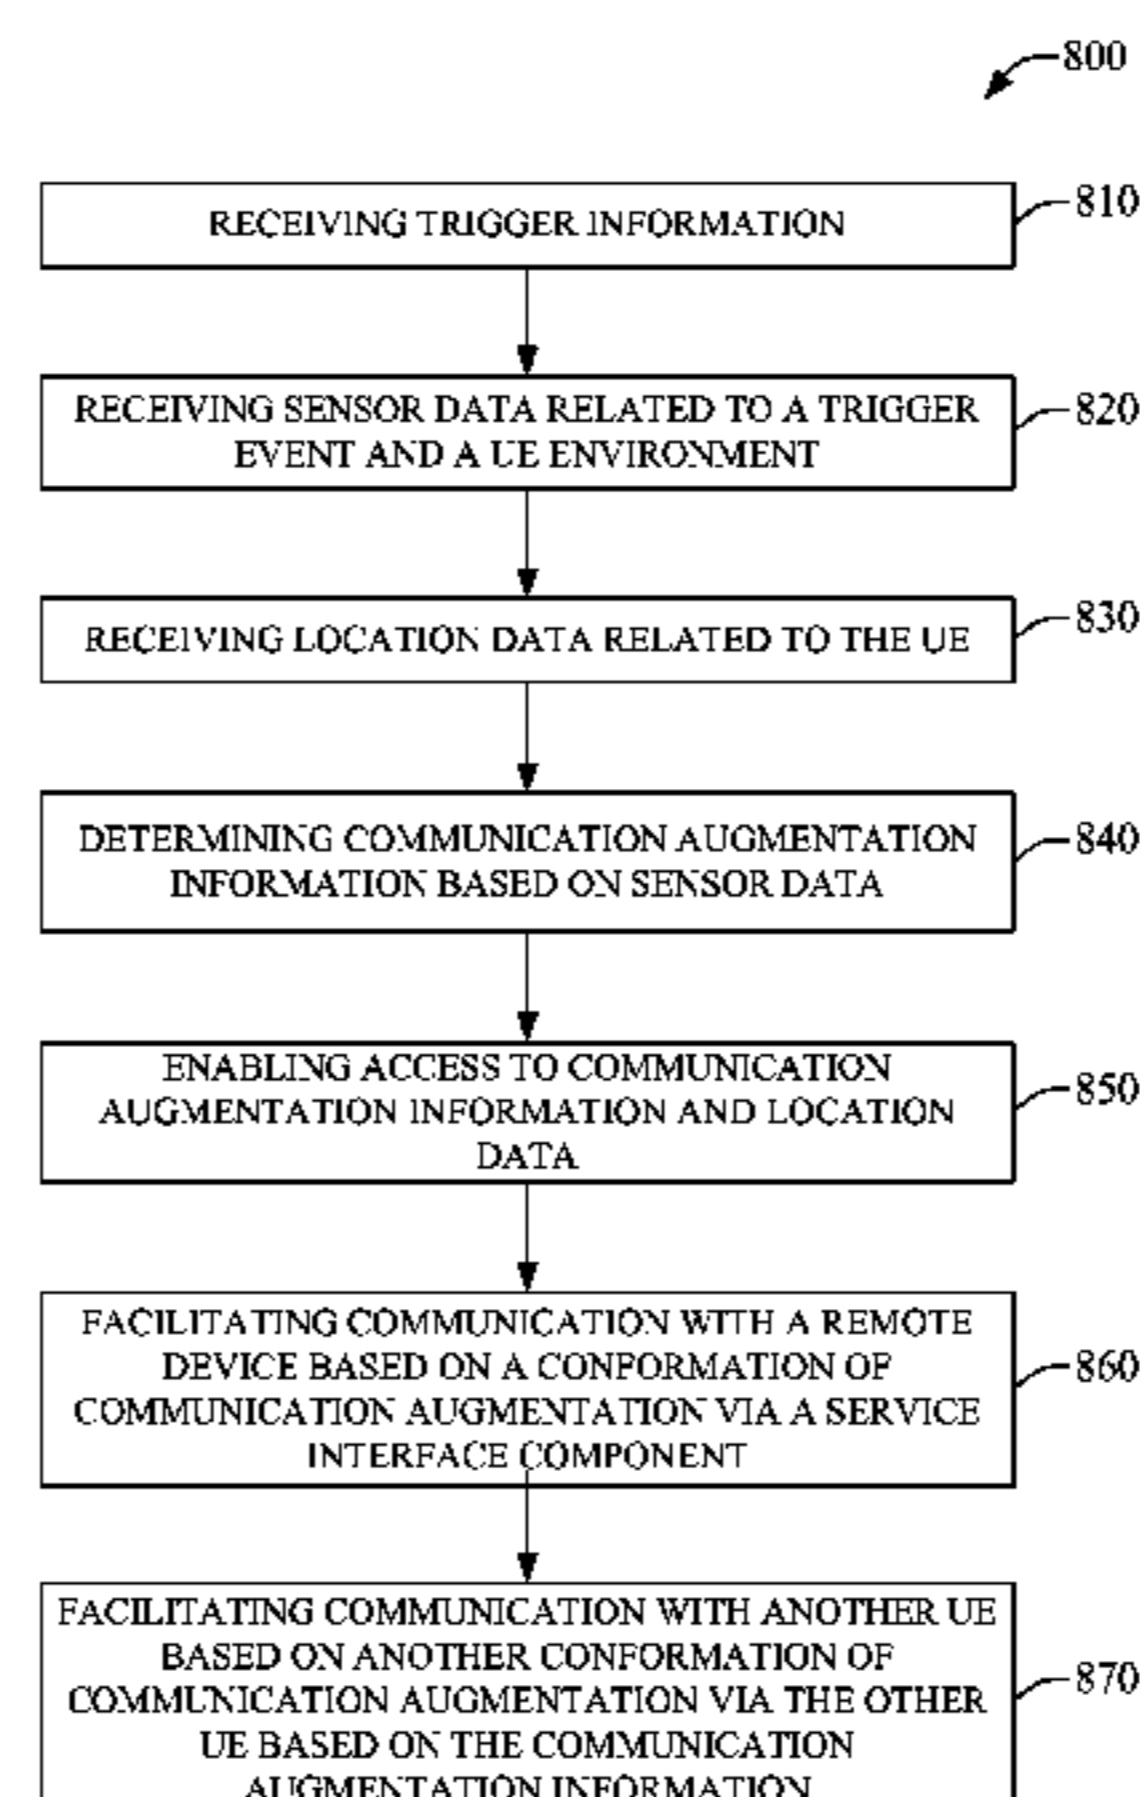 800
RECEIVING TRIGGER INFORMATION
810
RECEIVING SENSOR DATA RELATED TO A TRIGGER
EVENT AND A UE ENVIRONMENT
820
RECEIVING LOCATION DATA RELATED TO THE UE
830
DETERMINING COMMUNICATION AUGMENTATION
INFORMATION BASED ON SENSOR DATA
840
ENABLING ACCESS TO COMMUNICATION
AUGMENTATION INFORMATION AND LOCATION
DATA
850
FACILITATING COMMUNICATION WITH A REMOTE
DEVICE BASED ON A CONFORMATION OF
COMMUNICATION AUGMENTATION VIA A SERVICE
INTERFACE COMPONENT
860
FACILITATING COMMUNICATION WITH ANOTHER UE
BASED ON ANOTHER CONFORMATION OF
COMMUNICATION AUGMENTATION VIA THE OTHER
UE BASED ON THE COMMUNICATION
AUGMENTATION INFORMATION
870